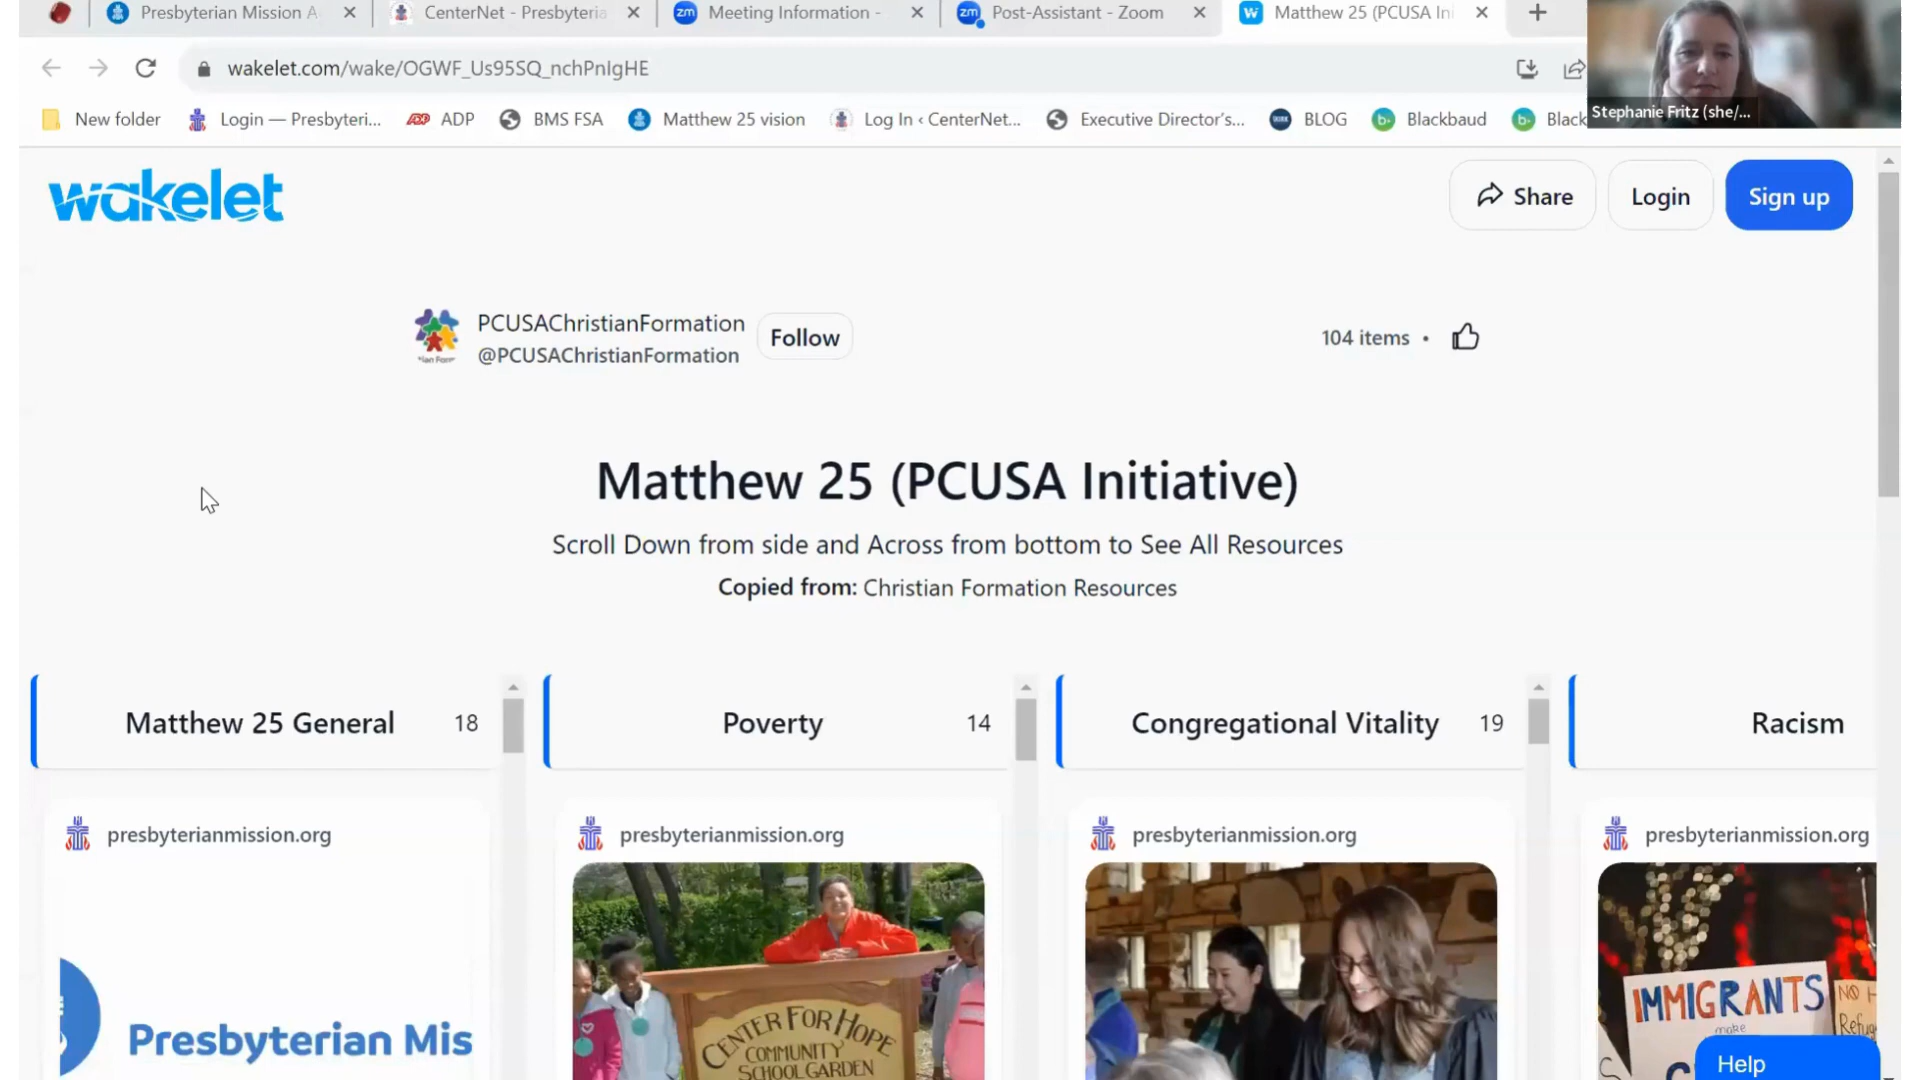 Presbyterian Mission A
CenterNet - Presbyteria
Meeting Information -
Post-Assistant - Zoom
Matthew 25 (PCUSA In
wakelet.com/wake/OGWF_Us95SQ_nchPnIgHE
Stephanie Fritz (she/...
New folder
Login — Presbyteri...
ADP
BMS FSA
Matthew 25 vision
Log In ‹ CenterNet...
Executive Director's...
BLOG
Blackbaud
Black
wakelet
Share
Login
Sign up
PCUSAChristianFormation
@PCUSAChristianFormation
Follow
104 items •
Matthew 25 (PCUSA Initiative)
Scroll Down from side and Across from bottom to See All Resources
Copied from: Christian Formation Resources
Matthew 25 General 18
Poverty 14
Congregational Vitality 19
Racism
presbyterianmission.org
presbyterianmission.org
presbyterianmission.org
presbyterianmission.org
Presbyterian Mis
CENTER FOR HOPE
COMMUNITY
SCHOOL GARDEN
IMMIGRANTS
make
NO H
Refug
Help